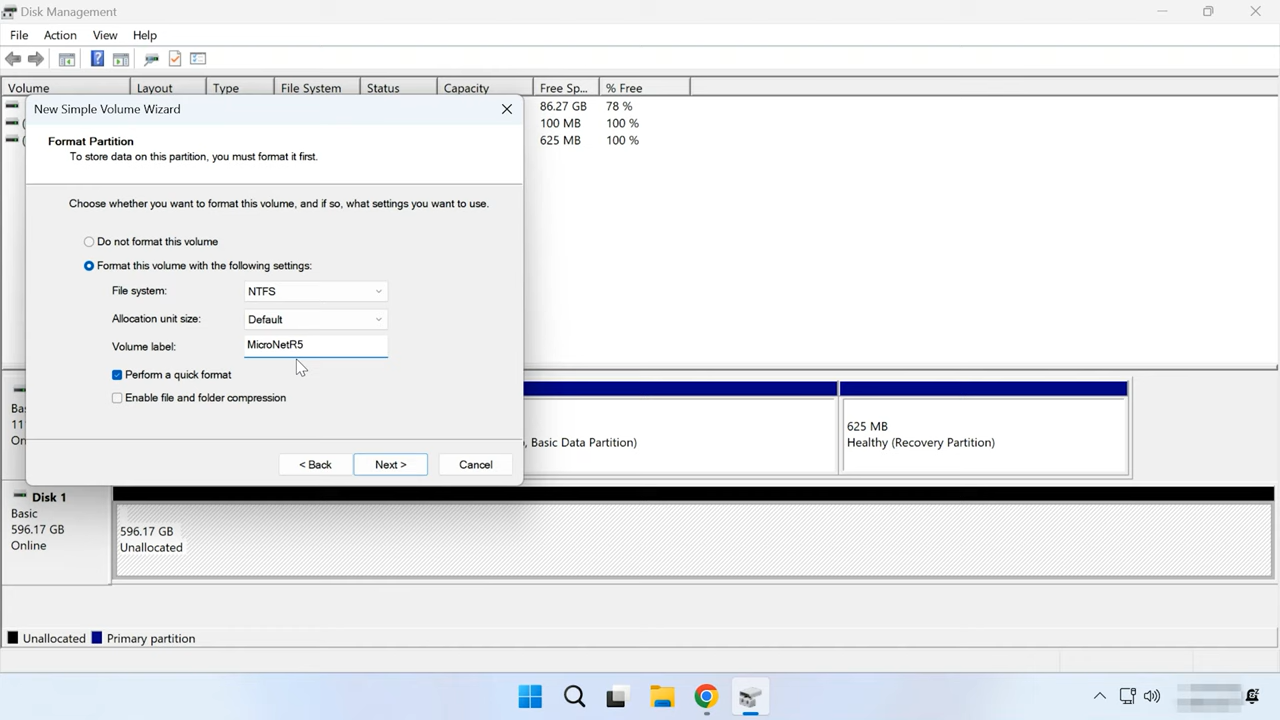 Disk Management
File Action View Help
Volume Layout Type File System Status Capacity Free Sp... % Free
86.27 GB 78 %
100 MB 100 %
625 MB 100 %
New Simple Volume Wizard
Format Partition
To store data on this partition, you must format it first.
Choose whether you want to format this volume, and if so, what settings you want to use.
Do not format this volume
Format this volume with the following settings:
File system: NTFS
Allocation unit size: Default
Volume label: MicroNetR5
Perform a quick format
Enable file and folder compression
< Back Next > Cancel
Ba
11
On
, Basic Data Partition)
625 MB
Healthy (Recovery Partition)
Disk 1
Basic
596.17 GB
Online
596.17 GB
Unallocated
Unallocated Primary partition